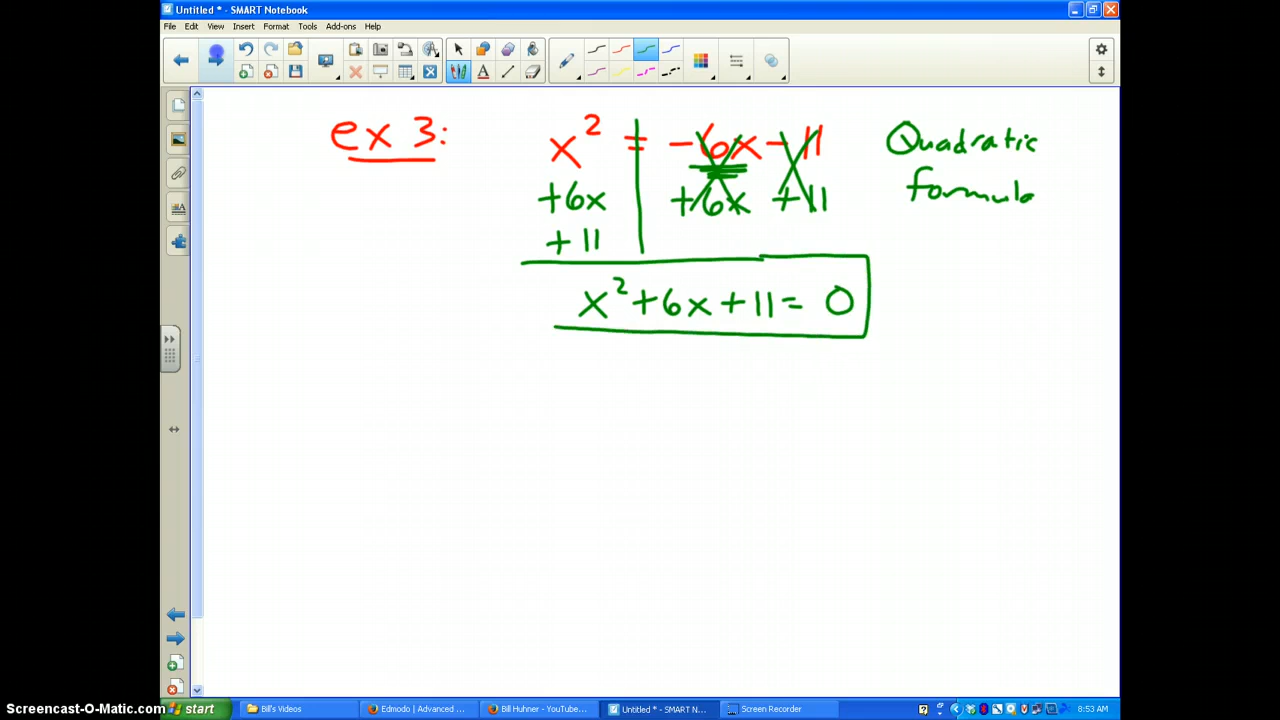 Untitled * - SMART Notebook
File Edit View Insert Format Tools Add-ons Help
ex 3: x² = -6x - 11 Quadratic
+6x +6x +11 formula
+ 11
x² + 6x + 11 = 0
Screencast-O-Matic.com start Bill's Videos Edmodo | Advanced ... Bill Huhner - YouTube... Untitled * - SMART N... Screen Recorder 8:53 AM